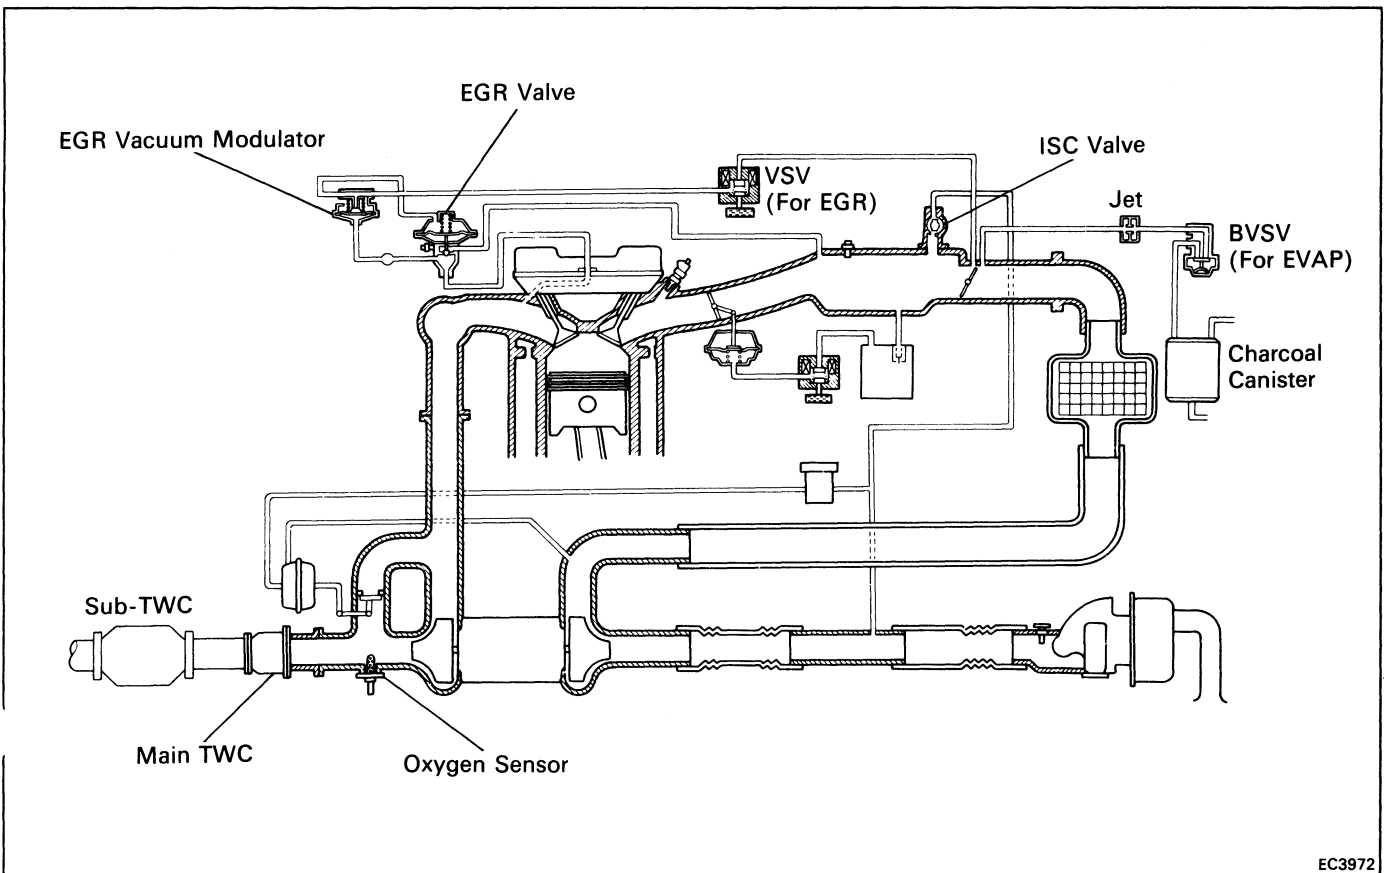 EGR Valve
EGR Vacuum Modulator
ISC Valve
VSV
(For EGR)
Jet
BVSV
(For EVAP)
Charcoal
Canister
Sub-TWC
Main TWC
Oxygen Sensor
EC3972